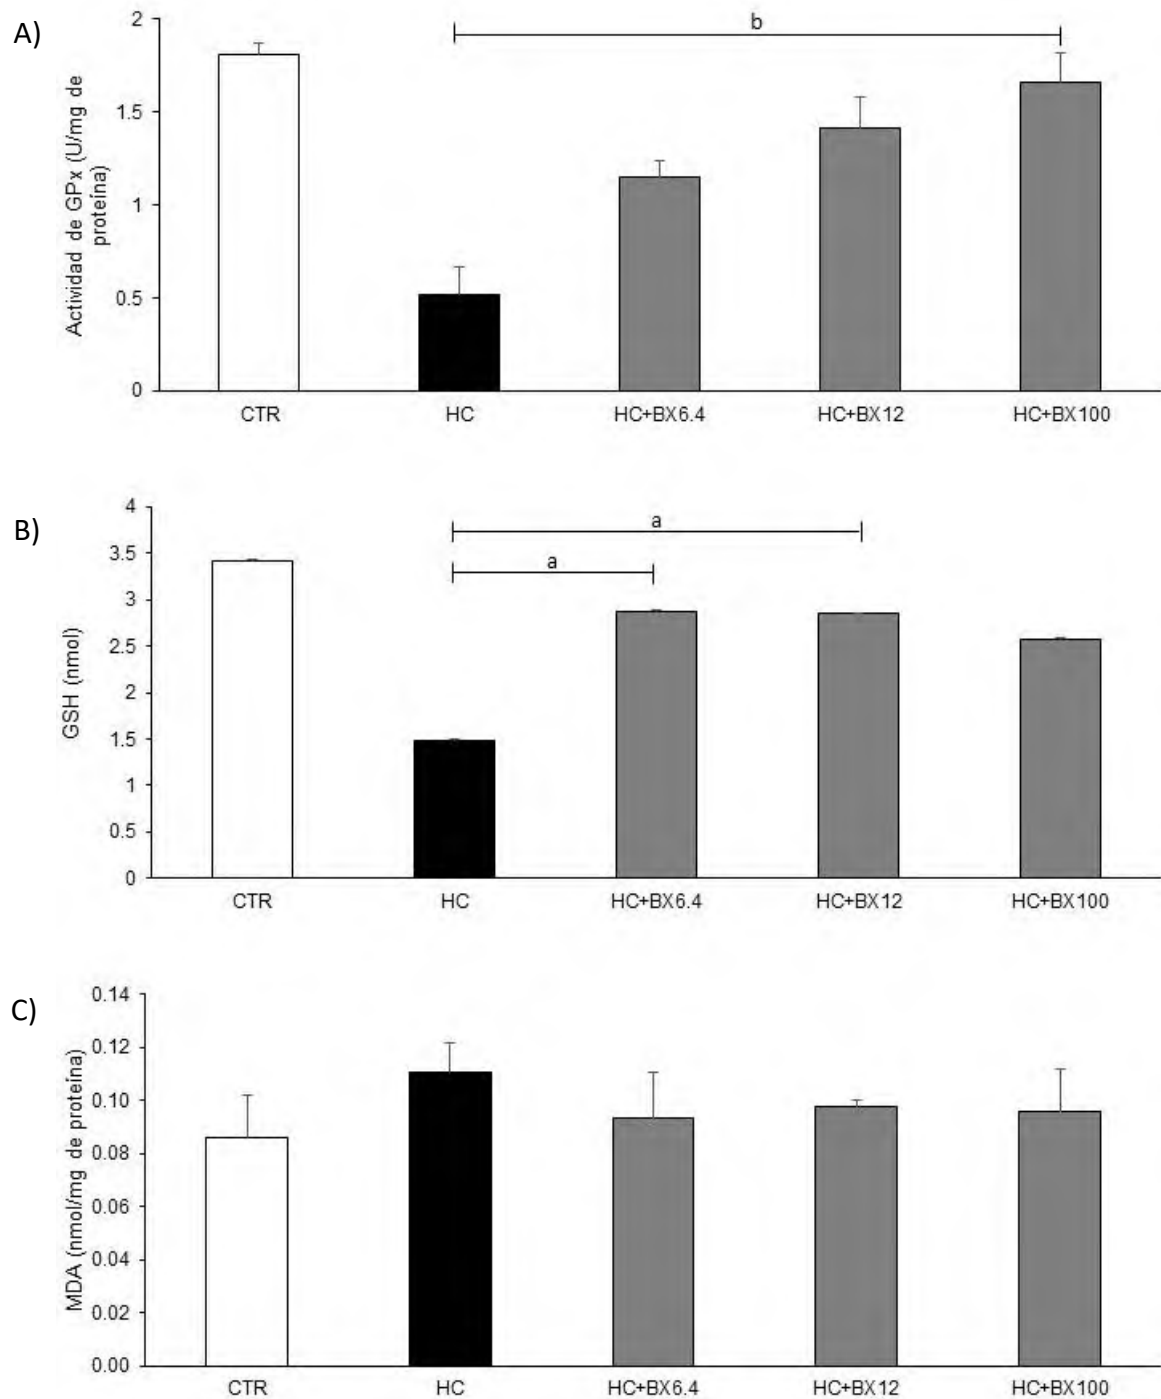 A)
Actividad de GPx (U/mg de
proteína)
2
1.5
1
0.5
0
b
CTR HC HC+BX6.4 HC+BX12 HC+BX100
B)
GSH (nmol)
4
3.5
3
2.5
2
1.5
1
0.5
0
a
a
CTR HC HC+BX6.4 HC+BX12 HC+BX100
C)
MDA (nmol/mg de proteína)
0.14
0.12
0.10
0.08
0.06
0.04
0.02
0.00
CTR HC HC+BX6.4 HC+BX12 HC+BX100